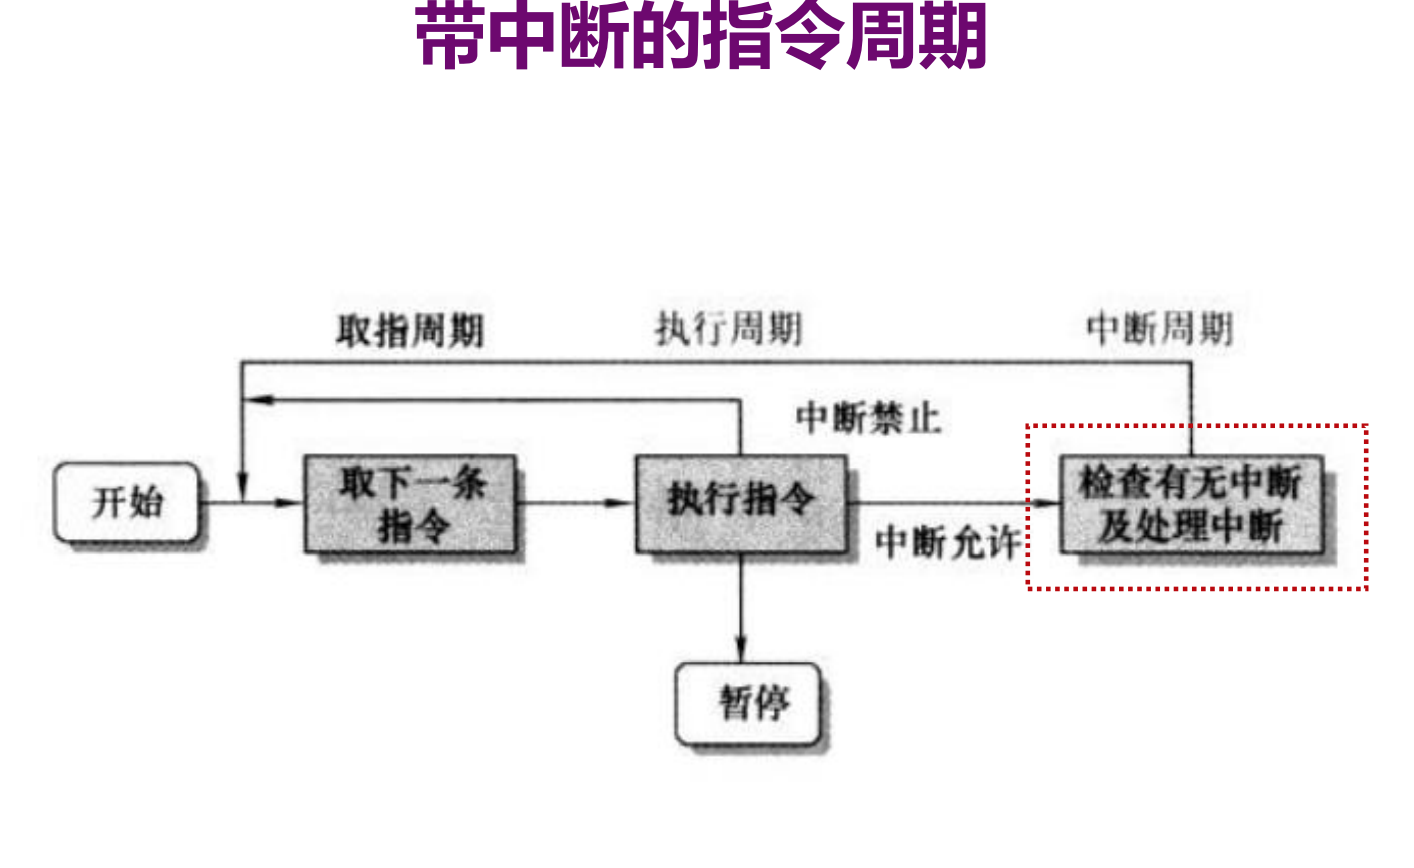 带中断的指令周期
取指周期
执行周期
中断周期
中断禁止
开始
取下一条
指令
执行指令
中断允许
检查有无中断
及处理中断
暂停